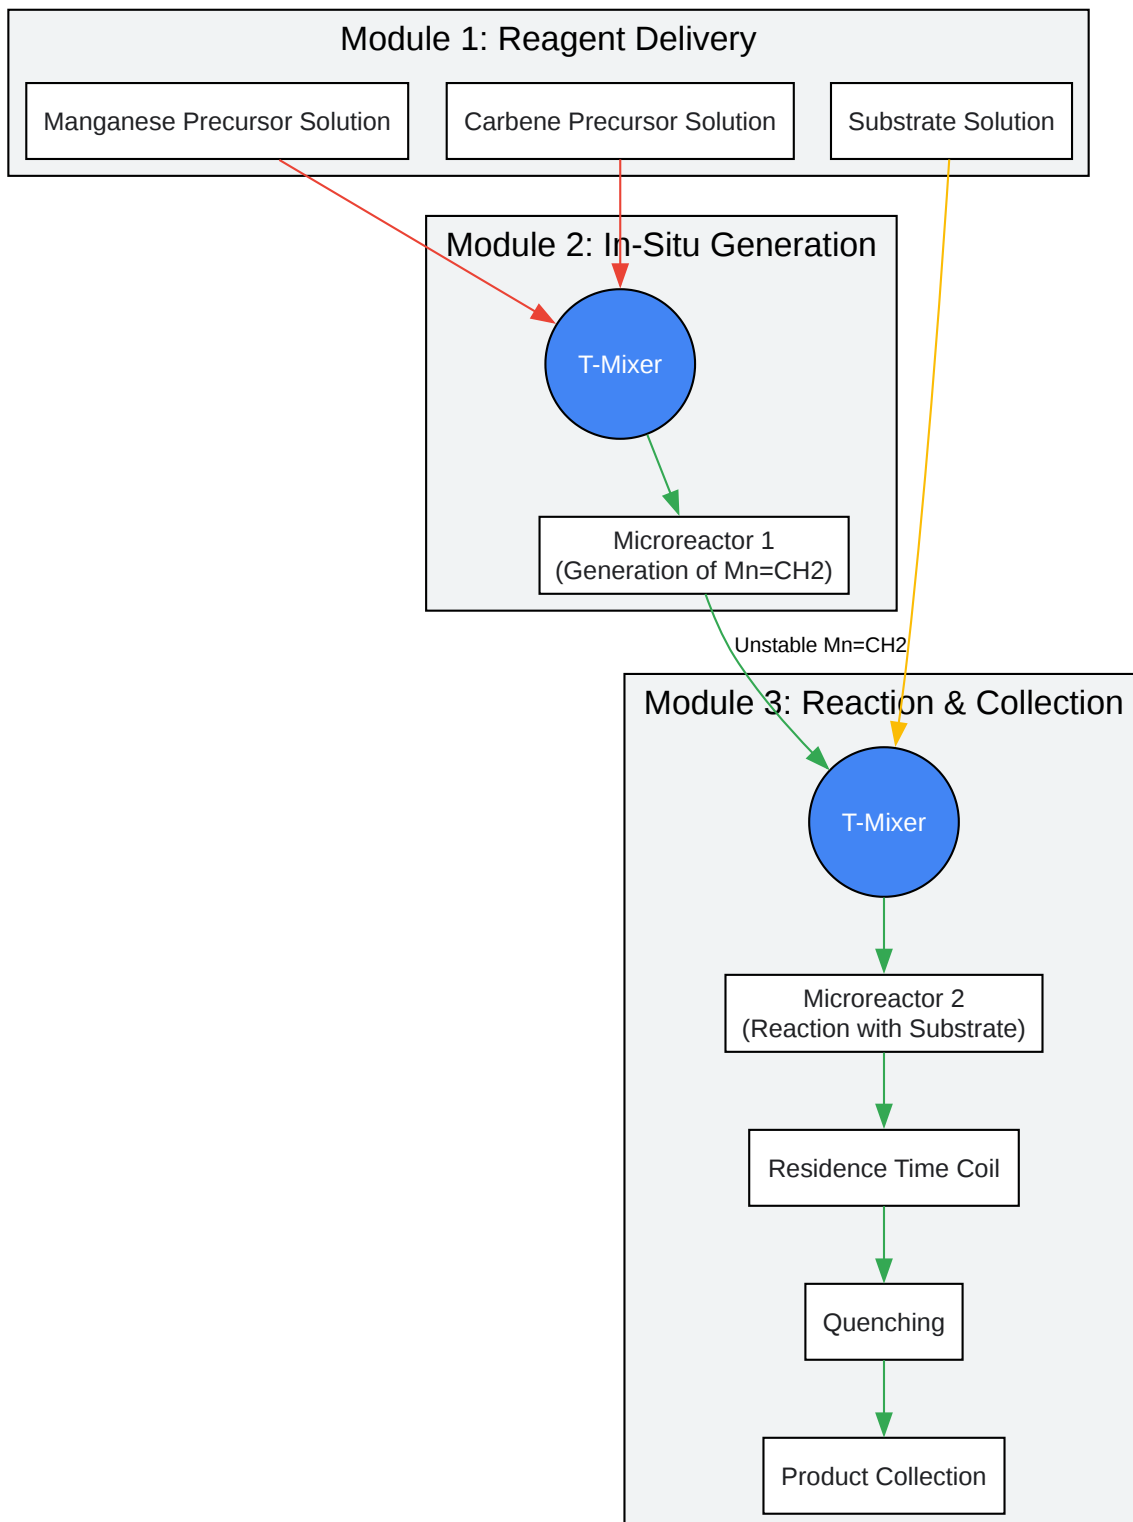 Module 1: Reagent Delivery
Manganese Precursor Solution
Carbene Precursor Solution
Substrate Solution
Module 2: In-Situ Generation
T-Mixer
Microreactor 1
(Generation of Mn=CH2)
Unstable Mn=CH2
Module 3: Reaction & Collection
T-Mixer
Microreactor 2
(Reaction with Substrate)
Residence Time Coil
Quenching
Product Collection